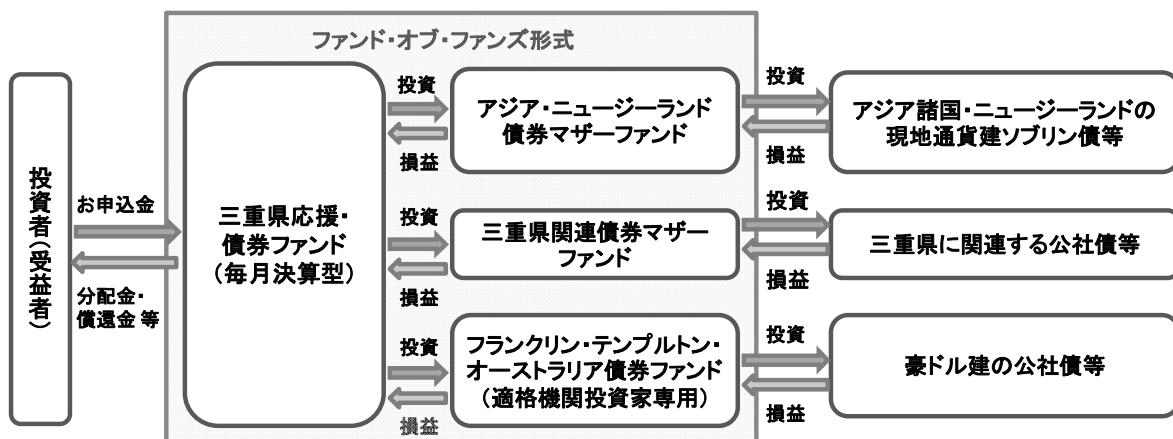 ファンド・オブ・ファンズ形式
投資者(受益者)
お申込金
分配金・
償還金 等
三重県応援・
債券ファンド
(毎月決算型)
投資
損益
アジア・ニュージーランド
債券マザーファンド
投資
損益
アジア諸国・ニュージーランドの
現地通貨建ソブリン債等
投資
損益
三重県関連債券マザー
ファンド
投資
損益
三重県に関連する公社債等
投資
損益
フランクリン・テンプルトン・
オーストラリア債券ファンド
(適格機関投資家専用)
投資
損益
豪ドル建の公社債等